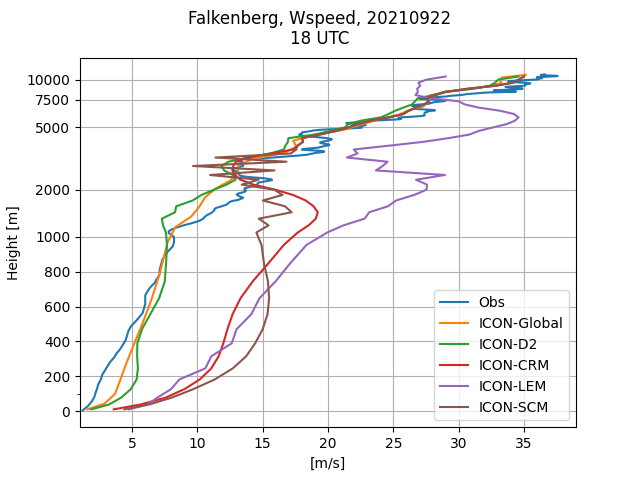 Falkenberg, Wspeed, 20210922
18 UTC
10000
7500
5000
2000
1000
800
600
400
200
0
Height [m]
5 10 15 20 25 30 35
[m/s]
Obs
ICON-Global
ICON-D2
ICON-CRM
ICON-LEM
ICON-SCM